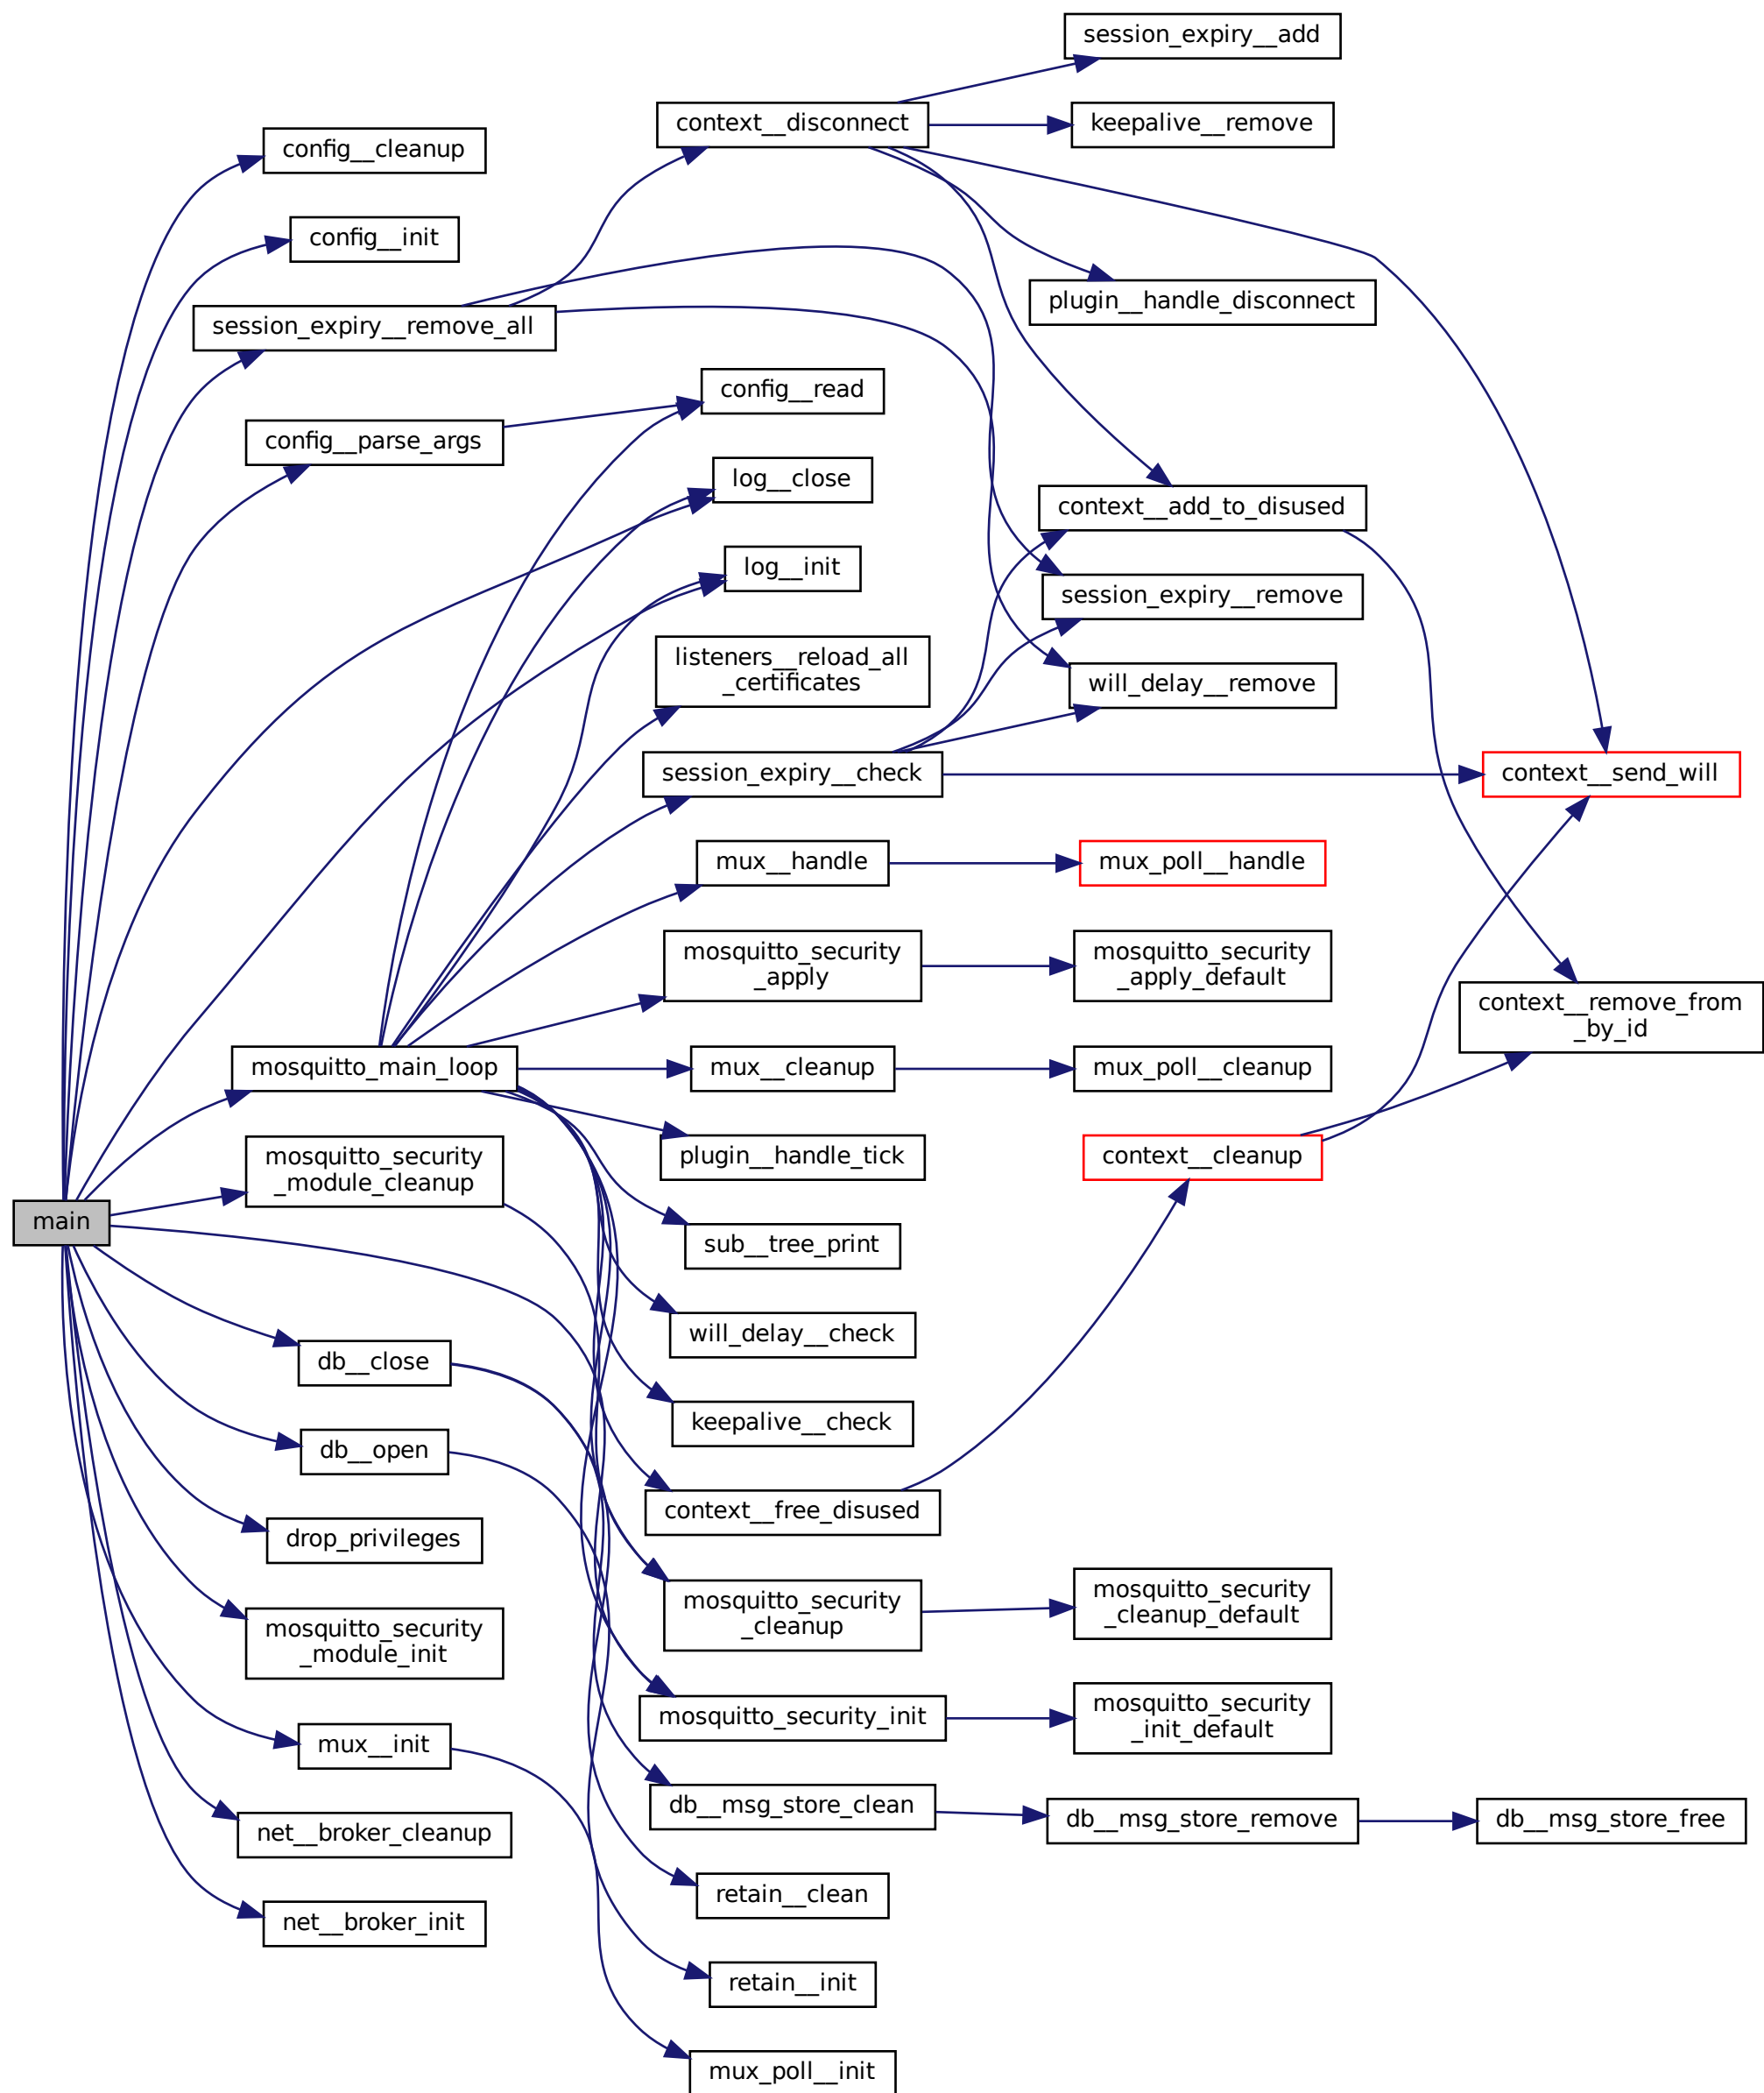 session_expiry__add
context__disconnect
keepalive__remove
config__cleanup
config__init
plugin__handle_disconnect
session_expiry__remove_all
config__read
config__parse_args
log__close
context__add_to_disused
log__init
session_expiry__remove
listeners__reload_all
_certificates
will_delay__remove
session_expiry__check
context__send_will
mux__handle
mux_poll__handle
mosquitto_security
_apply
mosquitto_security
_apply_default
context__remove_from
_by_id
mosquitto_main_loop
mux__cleanup
mux_poll__cleanup
plugin__handle_tick
context__cleanup
mosquitto_security
_module_cleanup
main
sub__tree_print
will_delay__check
db__close
keepalive__check
db__open
context__free_disused
drop_privileges
mosquitto_security
_cleanup
mosquitto_security
_cleanup_default
mosquitto_security
_module_init
mosquitto_security_init
mosquitto_security
_init_default
mux__init
db__msg_store_clean
db__msg_store_remove
db__msg_store_free
net__broker_cleanup
retain__clean
net__broker_init
retain__init
mux_poll__init